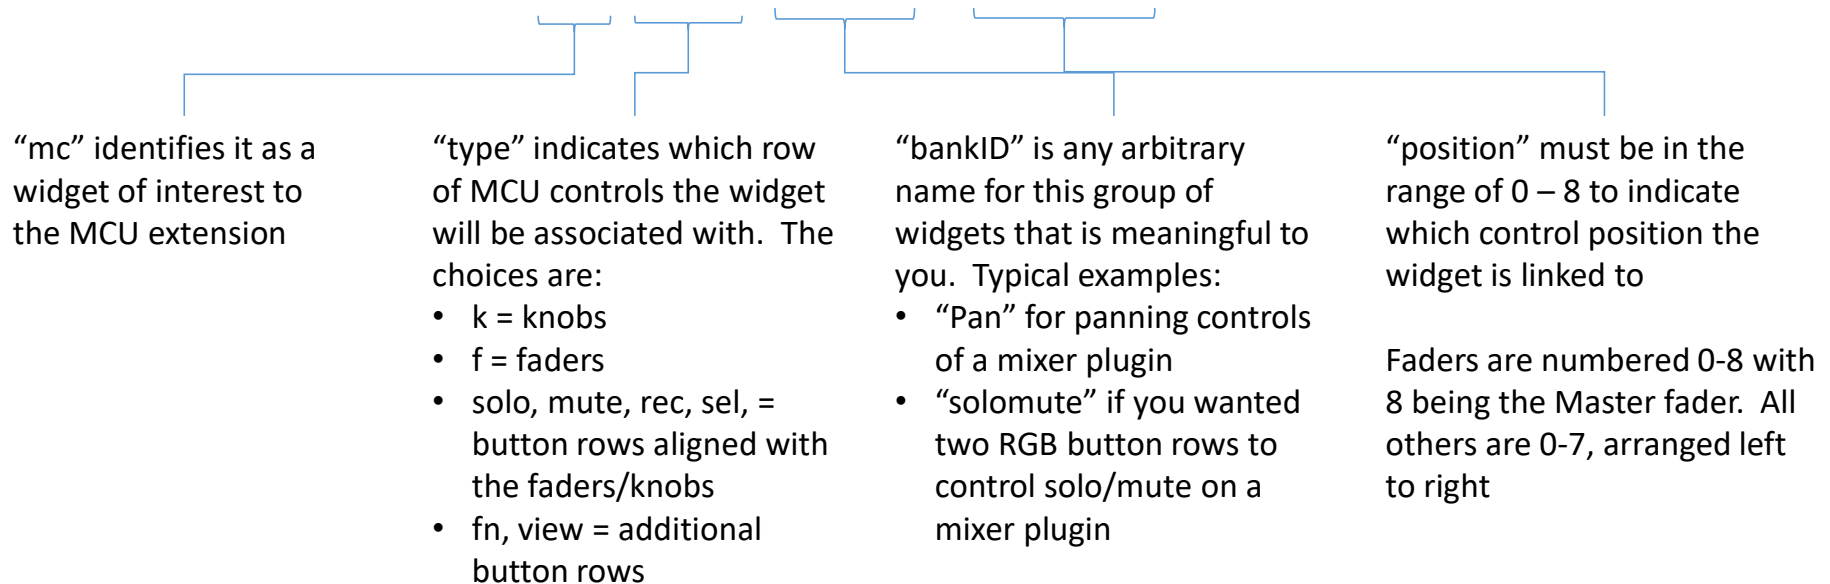 “mc” identifies it as a
widget of interest to
the MCU extension
“type” indicates which row
of MCU controls the widget
will be associated with.  The
choices are:
• k = knobs
• f = faders
• solo, mute, rec, sel, =
button rows aligned with
the faders/knobs
• fn, view = additional
button rows
“bankID” is any arbitrary
name for this group of
widgets that is meaningful to
you.  Typical examples:
• “Pan” for panning controls
of a mixer plugin
• “solomute” if you wanted
two RGB button rows to
control solo/mute on a
mixer plugin
“position” must be in the
range of 0 – 8 to indicate
which control position the
widget is linked to
Faders are numbered 0-8 with
8 being the Master fader.  All
others are 0-7, arranged left
to right